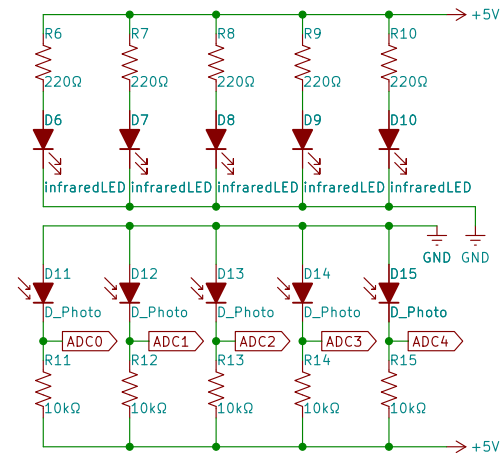 +5V
R6 R7 R8 R9 R10
220Ω 220Ω 220Ω 220Ω 220Ω
D6 D7 D8 D9 D10
infraredLED infraredLED infraredLED infraredLED infraredLED
GND GND
D11 D12 D13 D14 D15
D_Photo D_Photo D_Photo D_Photo D_Photo
ADC0 ADC1 ADC2 ADC3 ADC4
R11 R12 R13 R14 R15
10kΩ 10kΩ 10kΩ 10kΩ 10kΩ
+5V